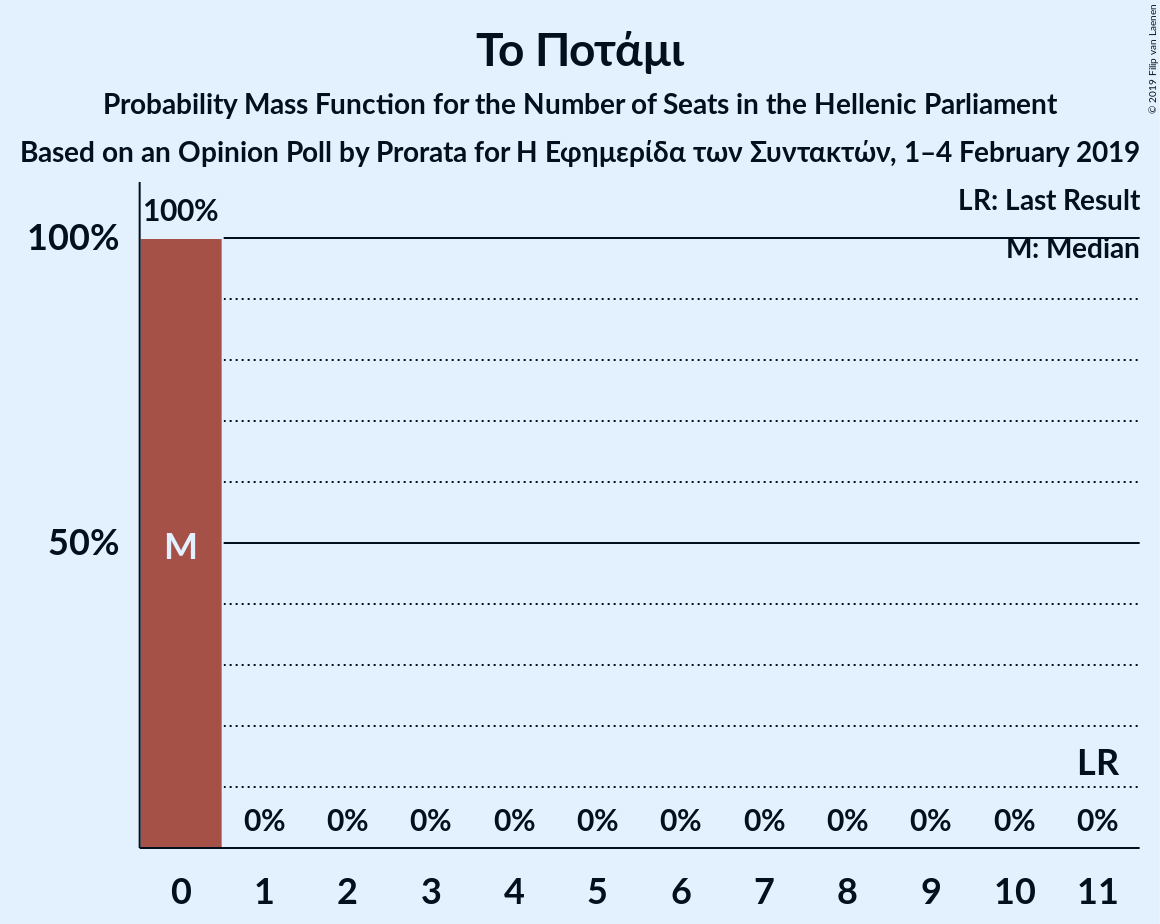 Το Ποτάμι
Probability Mass Function for the Number of Seats in the Hellenic Parliament
Based on an Opinion Poll by Prorata for Η Εφημερίδα των Συντακτών, 1–4 February 2019
© 2019 Filip van Laenen
LR: Last Result
M: Median
100%
100%
50%
M
LR
0% 0% 0% 0% 0% 0% 0% 0% 0% 0% 0%
0 1 2 3 4 5 6 7 8 9 10 11